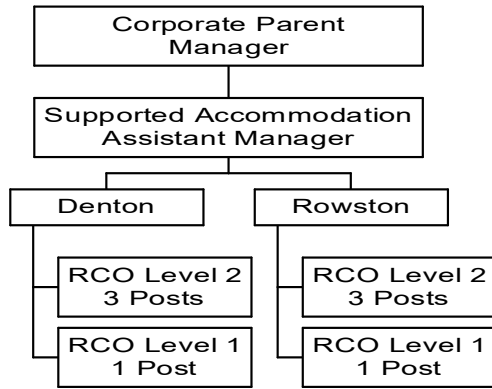 Corporate Parent
Manager
Supported Accommodation
Assistant Manager
Denton
Rowston
RCO Level 2
3 Posts
RCO Level 1
1 Post
RCO Level 2
3 Posts
RCO Level 1
1 Post